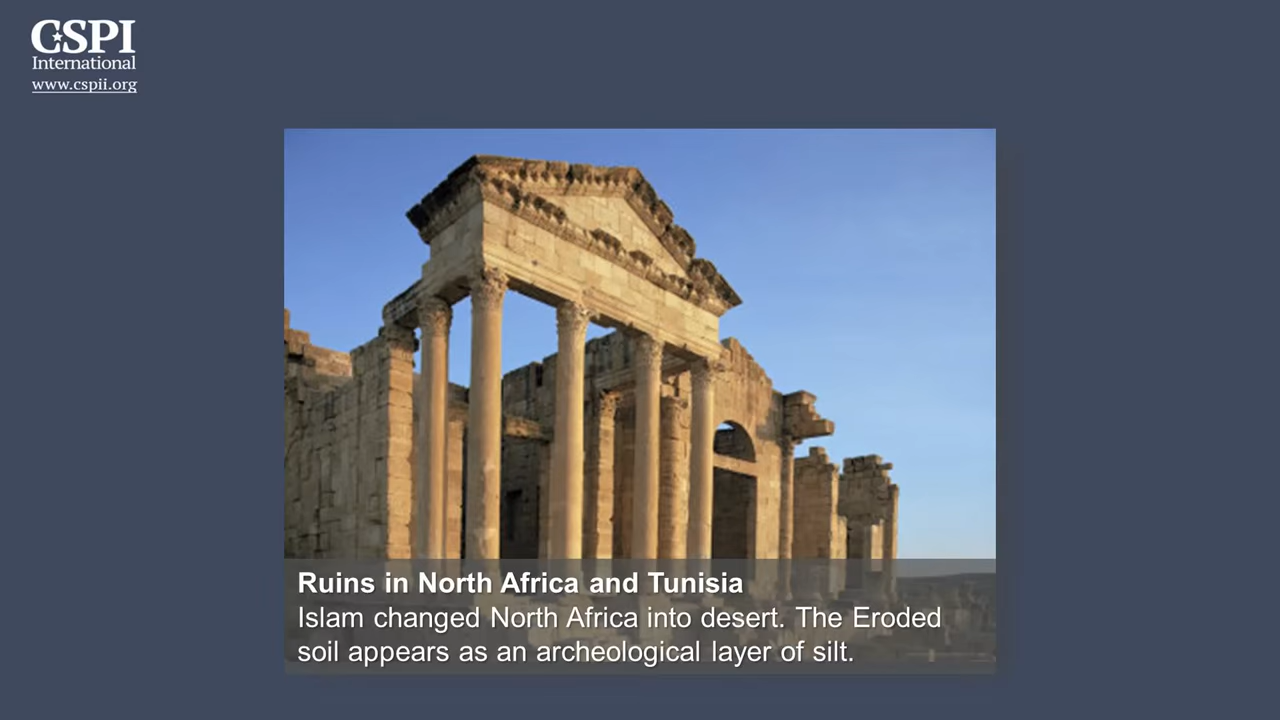 CSPI
International
www.cspii.org
Ruins in North Africa and Tunisia
Islam changed North Africa into desert. The Eroded
soil appears as an archeological layer of silt.